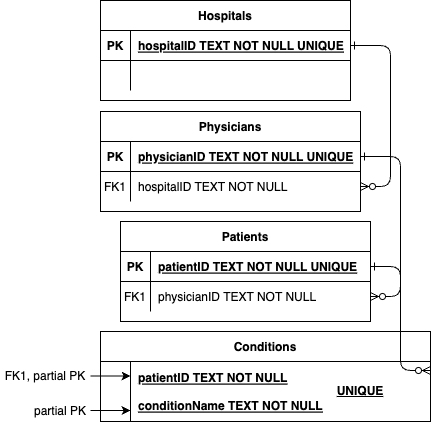 Hospitals
PK hospitalID TEXT NOT NULL UNIQUE
Physicians
PK physicianID TEXT NOT NULL UNIQUE
FK1 hospitalID TEXT NOT NULL
Patients
PK patientID TEXT NOT NULL UNIQUE
FK1 physicianID TEXT NOT NULL
Conditions
FK1, partial PK patientID TEXT NOT NULL
UNIQUE
partial PK conditionName TEXT NOT NULL